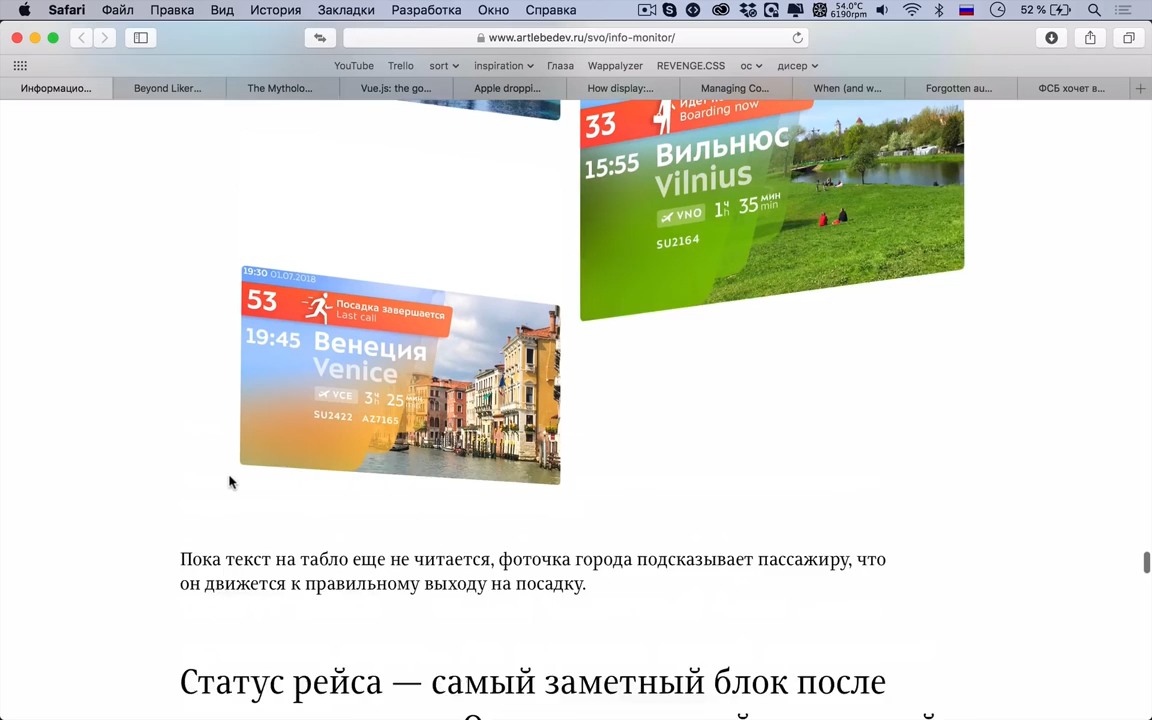 Safari Файл Правка Вид История Закладки Разработка Окно Справка 54.0°C 6190rpm 52 %
www.artlebedev.ru/svo/info-monitor/
YouTube Trello sort inspiration Глаза Wappalyzer REVENGE.CSS ос дисер
Информацио... Beyond Liker... The Mytholo... Vue.js: the go... Apple droppi... How display:... Managing Co... When (and w... Forgotten au... ФСБ хочет в...
33 Идет
Boarding now
15:55 Вильнюс
Vilnius
VNO 1 ч h 35 мин min
SU2164
19:30 01.07.2018
53 Посадка завершается
Last call
19:45 Венеция
Venice
VCE 3 ч h 25 мин
SU2422 AZ7165
Пока текст на табло еще не читается, фоточка города подсказывает пассажиру, что
он движется к правильному выходу на посадку.
Статус рейса — самый заметный блок после